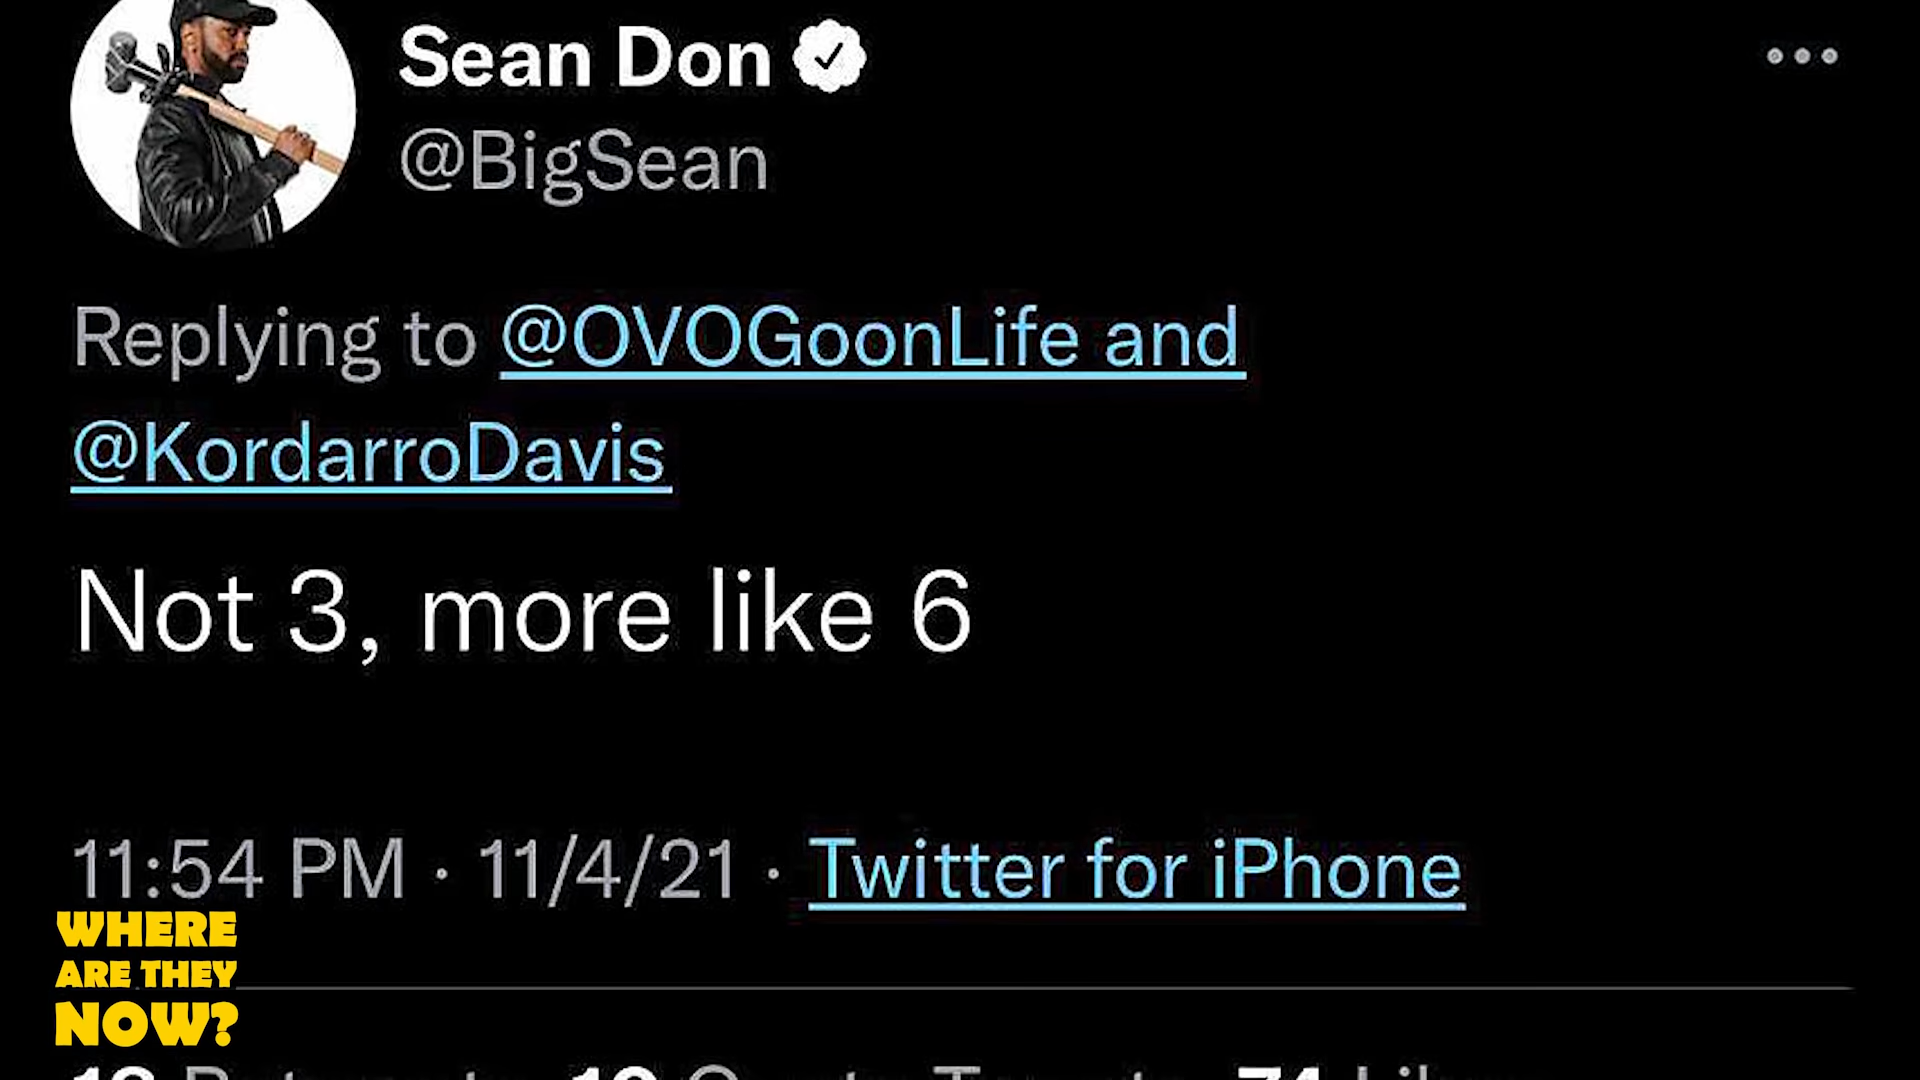 Sean Don
@BigSean
Replying to @OVOGoonLife and
@KordarroDavis
Not 3, more like 6
11:54 PM · 11/4/21 · Twitter for iPhone
WHERE
ARE THEY
NOW?